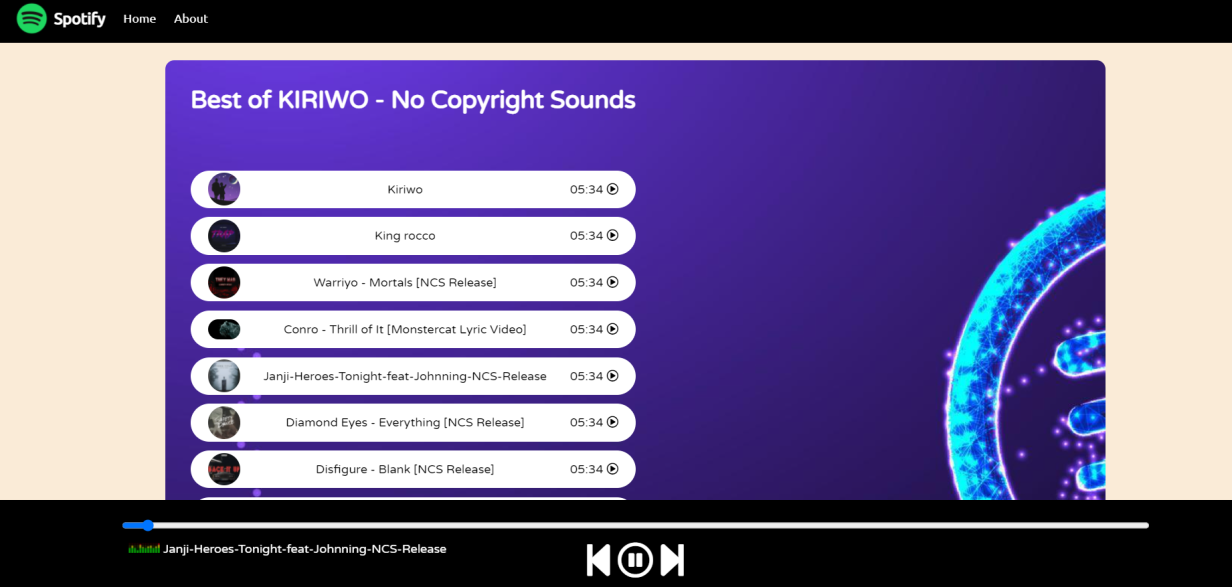 Spotify Home About
Best of KIRIWO - No Copyright Sounds
Kiriwo 05:34
King rocco 05:34
Warriyo - Mortals [NCS Release] 05:34
Conro - Thrill of It [Monstercat Lyric Video] 05:34
Janji-Heroes-Tonight-feat-Johnning-NCS-Release 05:34
Diamond Eyes - Everything [NCS Release] 05:34
Disfigure - Blank [NCS Release] 05:34
Janji-Heroes-Tonight-feat-Johnning-NCS-Release